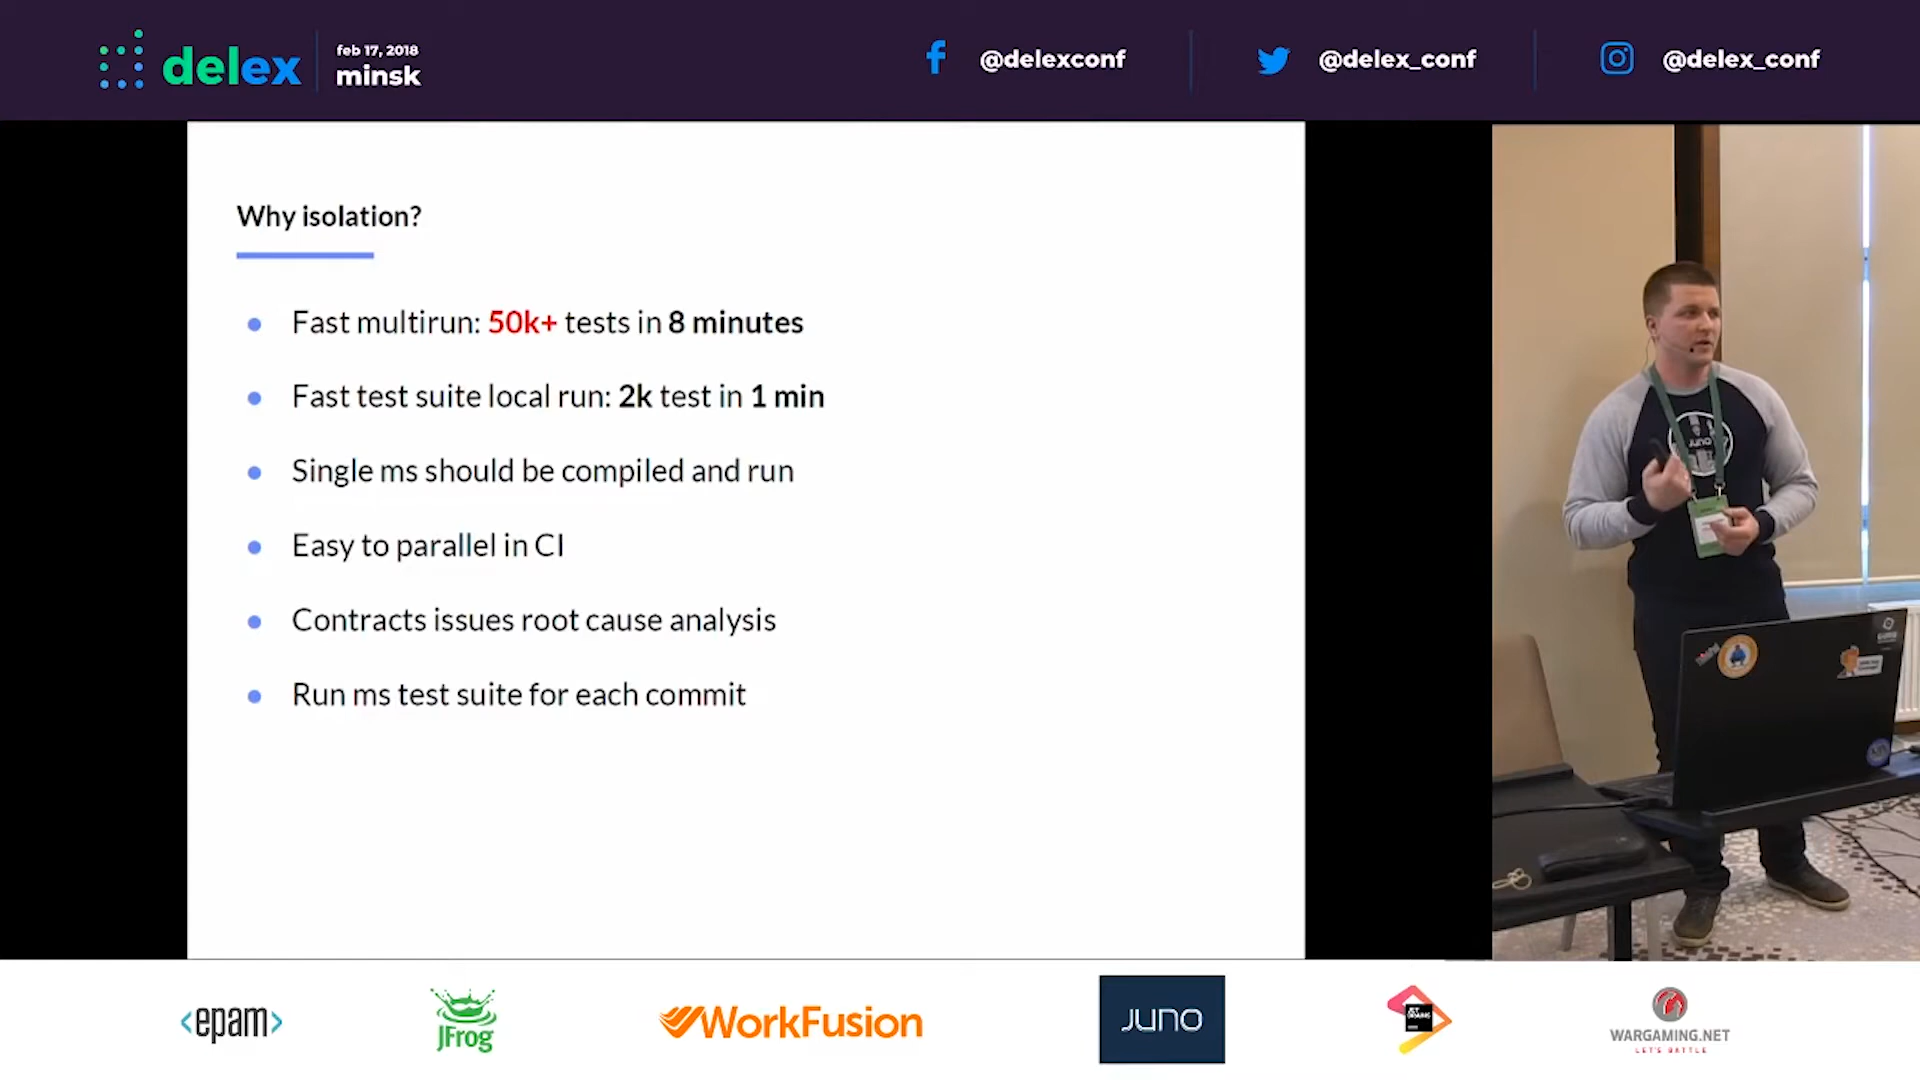 delex
feb 17, 2018
minsk
@delexconf
@delex_conf
@delex_conf
Why isolation?
Fast multirun: 50k+ tests in 8 minutes
Fast test suite local run: 2k test in 1 min
Single ms should be compiled and run
Easy to parallel in CI
Contracts issues root cause analysis
Run ms test suite for each commit
juno
<epam>
JFrog
WorkFusion
JUNO
JET
BRAINS
WARGAMING.NET
LET'S BATTLE